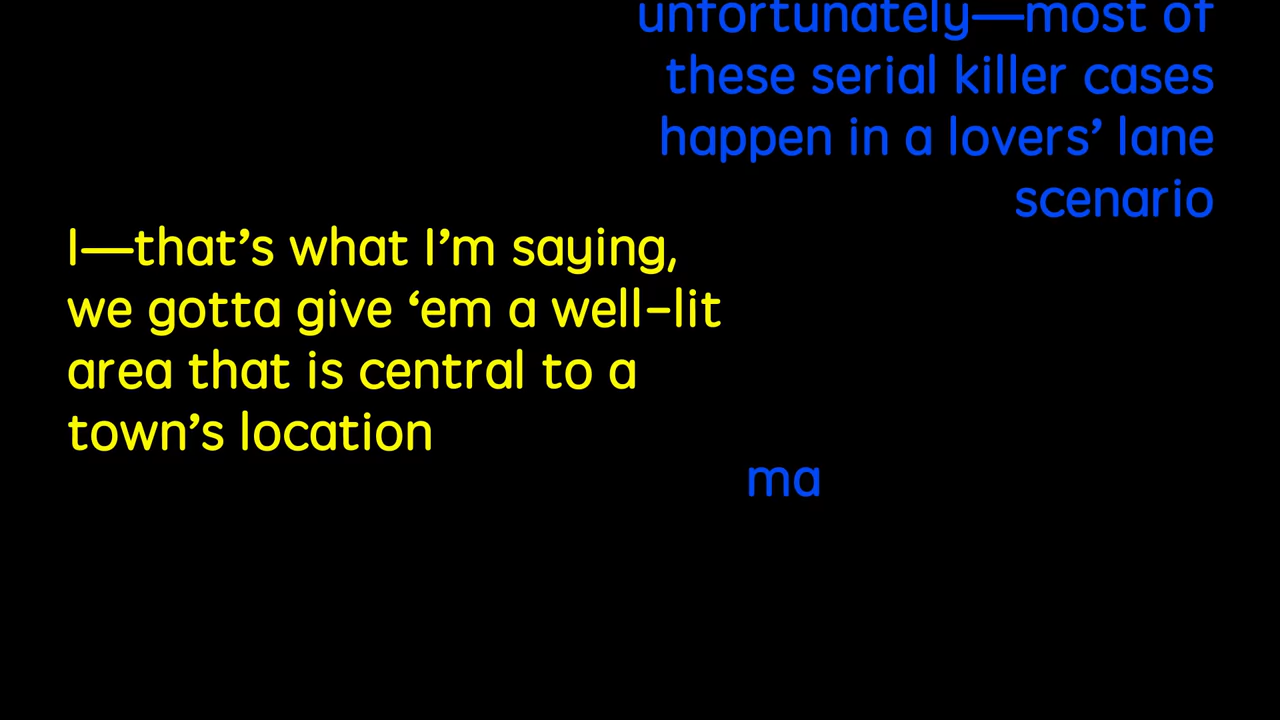 unfortunately—most of
these serial killer cases
happen in a lovers’ lane
scenario
I—that’s what I’m saying,
we gotta give ‘em a well-lit
area that is central to a
town’s location
ma